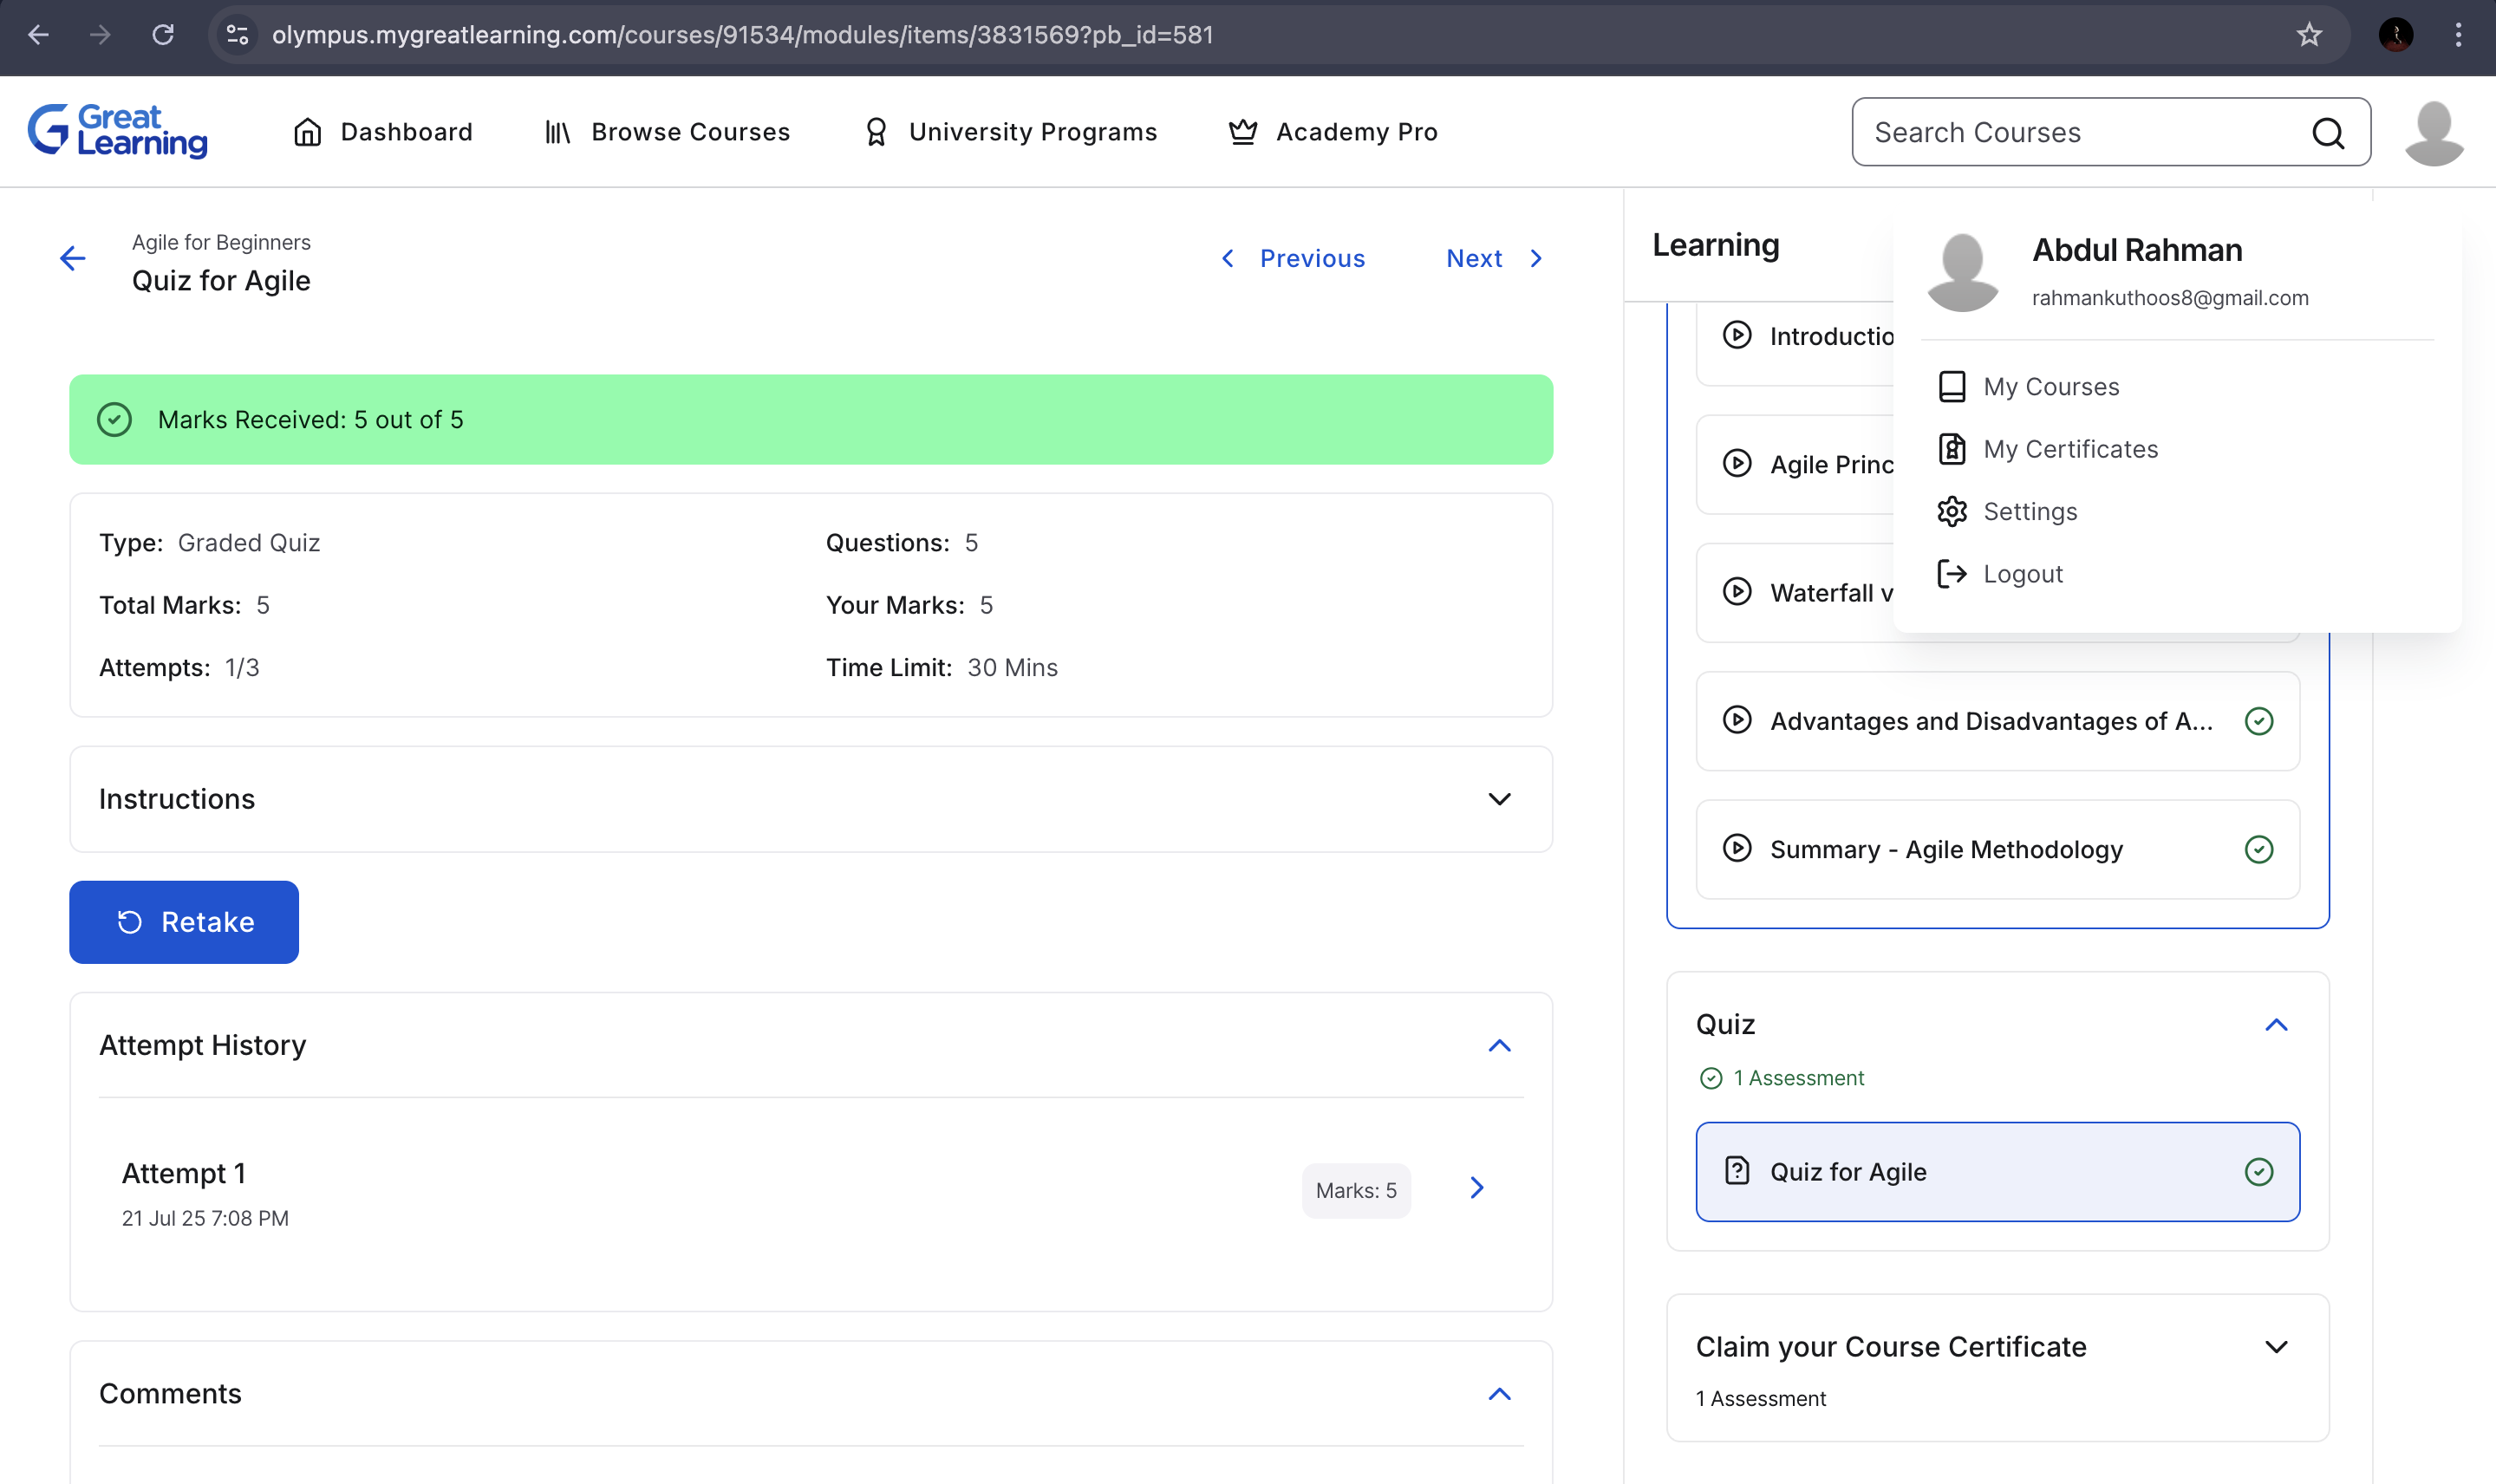 olympus.mygreatlearning.com/courses/91534/modules/items/3831569?pb_id=581
Great
Learning
Dashboard
Browse Courses
University Programs
Academy Pro
Search Courses
Agile for Beginners
Quiz for Agile
Previous
Next
Marks Received: 5 out of 5
Type: Graded Quiz
Questions: 5
Total Marks: 5
Your Marks: 5
Attempts: 1/3
Time Limit: 30 Mins
Instructions
Retake
Attempt History
Attempt 1
21 Jul 25 7:08 PM
Marks: 5
Comments
Learning
Introductio
Agile Princ
Waterfall v
Advantages and Disadvantages of A...
Summary - Agile Methodology
Quiz
1 Assessment
Quiz for Agile
Claim your Course Certificate
1 Assessment
Abdul Rahman
rahmankuthoos8@gmail.com
My Courses
My Certificates
Settings
Logout